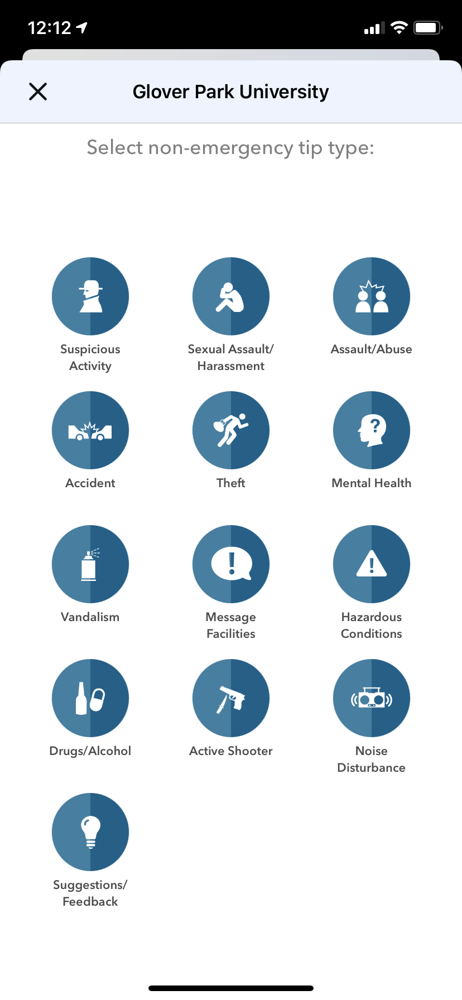 12:12
Glover Park University
Select non-emergency tip type:
Suspicious
Activity
Sexual Assault/
Harassment
Assault/Abuse
Accident
Theft
Mental Health
Vandalism
Message
Facilities
Hazardous
Conditions
Drugs/Alcohol
Active Shooter
Noise
Disturbance
Suggestions/
Feedback